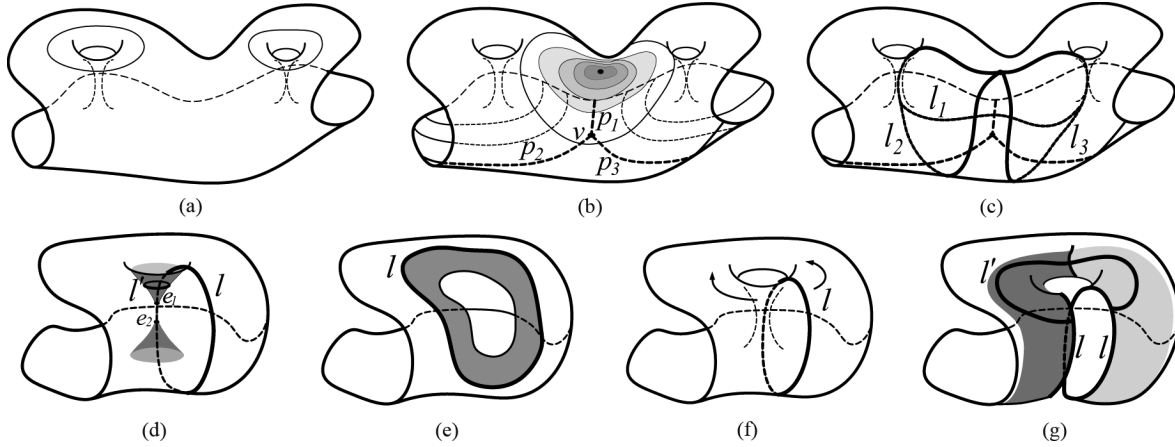 v p₁
p₂ p₃
l₁
l₂ l₃
(a) (b) (c)
l' e₁ l
e₂
l
l
l'
l l
(d) (e) (f) (g)